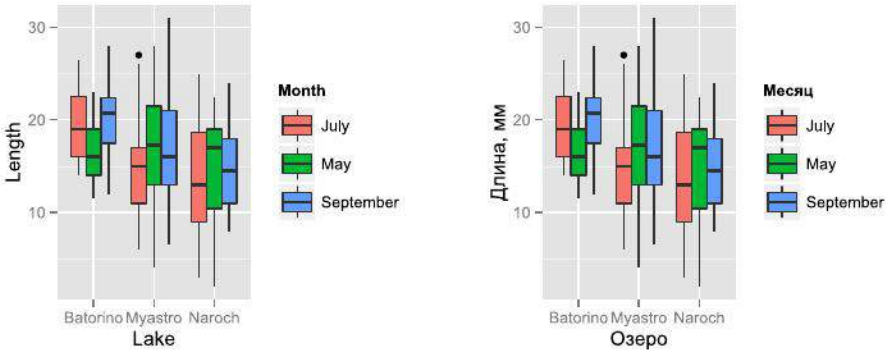 30
20
10
Length
Batorino Myastro Naroch
Lake
Month
July
May
September
30
20
10
Длина, мм
Batorino Myastro Naroch
Озеро
Месяц
July
May
September